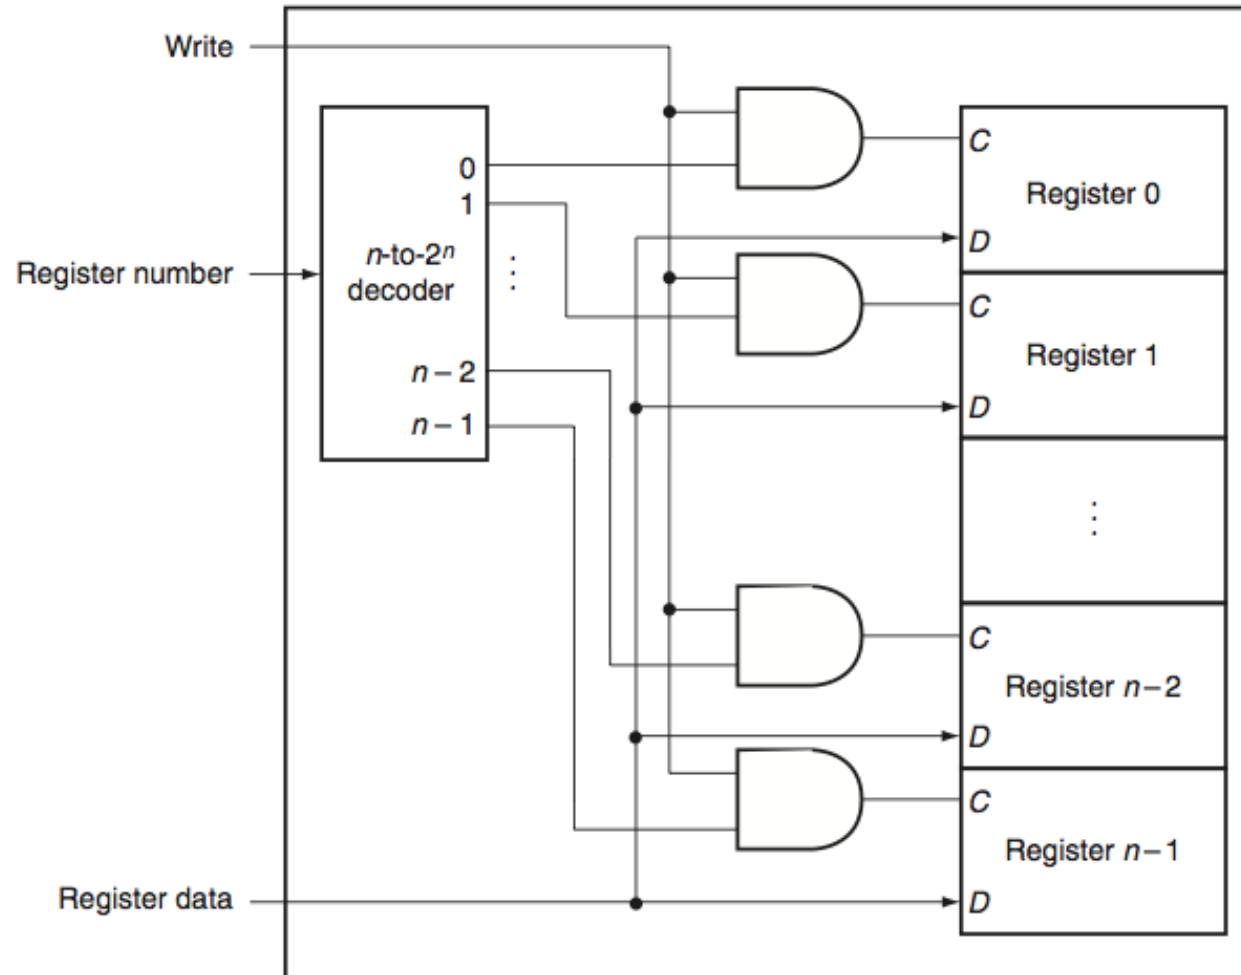 Write
C
0
Register 0
1
D
n-to-2ⁿ
⋮
Register number
decoder
C
Register 1
n – 2
D
n – 1
⋮
C
Register n – 2
D
C
Register n – 1
Register data
D